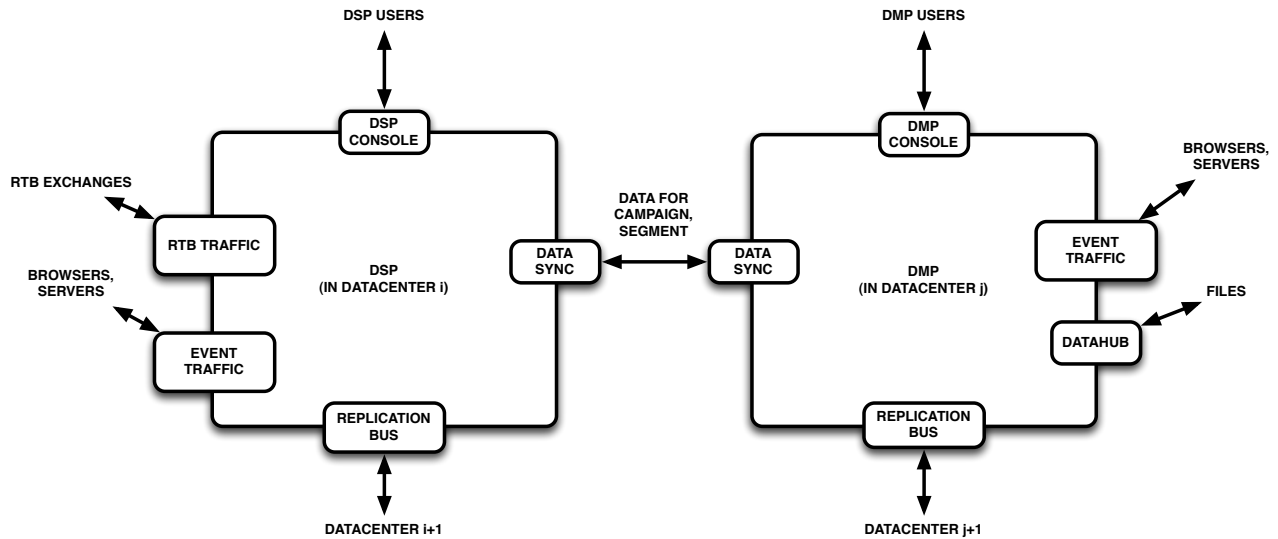 DSP USERS
DMP USERS
DSP
CONSOLE
DMP
CONSOLE
RTB EXCHANGES
RTB TRAFFIC
BROWSERS,
SERVERS
EVENT
TRAFFIC
DSP
(IN DATACENTER i)
DATA
SYNC
DATA FOR
CAMPAIGN,
SEGMENT
DATA
SYNC
DMP
(IN DATACENTER j)
BROWSERS,
SERVERS
EVENT
TRAFFIC
FILES
DATAHUB
REPLICATION
BUS
REPLICATION
BUS
DATACENTER i+1
DATACENTER j+1